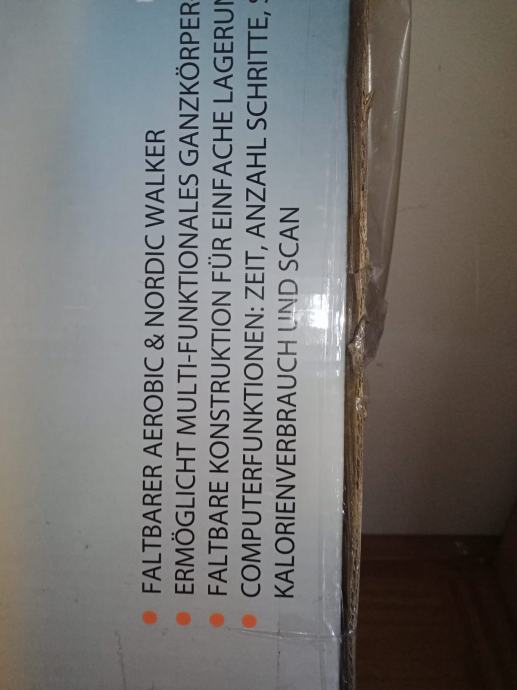 • FALTBARER AEROBIC & NORDIC WALKER
• ERMÖGLICHT MULTI-FUNKTIONALES GANZKÖRPER
• FALTBARE KONSTRUKTION FÜR EINFACHE LAGERUN
• COMPUTERFUNKTIONEN: ZEIT, ANZAHL SCHRITTE,
KALORIENVERBRAUCH UND SCAN